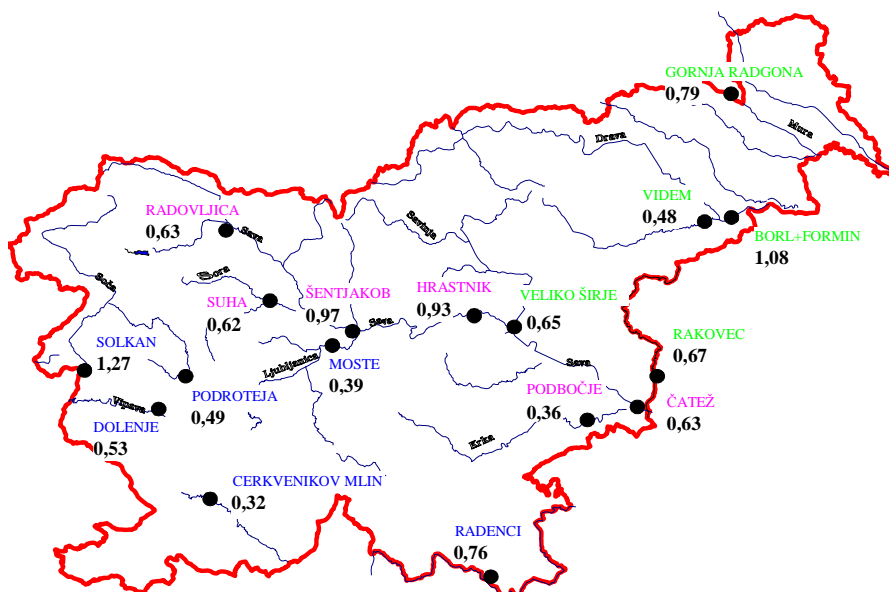 GORNJA RADGONA
0,79
Mura
Drava
VIDEM
0,48
BORL+FORMIN
1,08
RADOVLJICA
0,63
Sava
Savinja
Sora
Soča
SUHA
0,62
ŠENTJAKOB
0,97
Sava
HRASTNIK
0,93
VELIKO ŠIRJE
0,65
SOLKAN
1,27
Ljubljanica
MOSTE
0,39
Sava
RAKOVEC
0,67
PODROTEJA
0,49
Vipava
DOLENJE
0,53
PODBOČJE
0,36
ČATEŽ
0,63
Krka
CERKVENIKOV MLIN
0,32
RADENCI
0,76